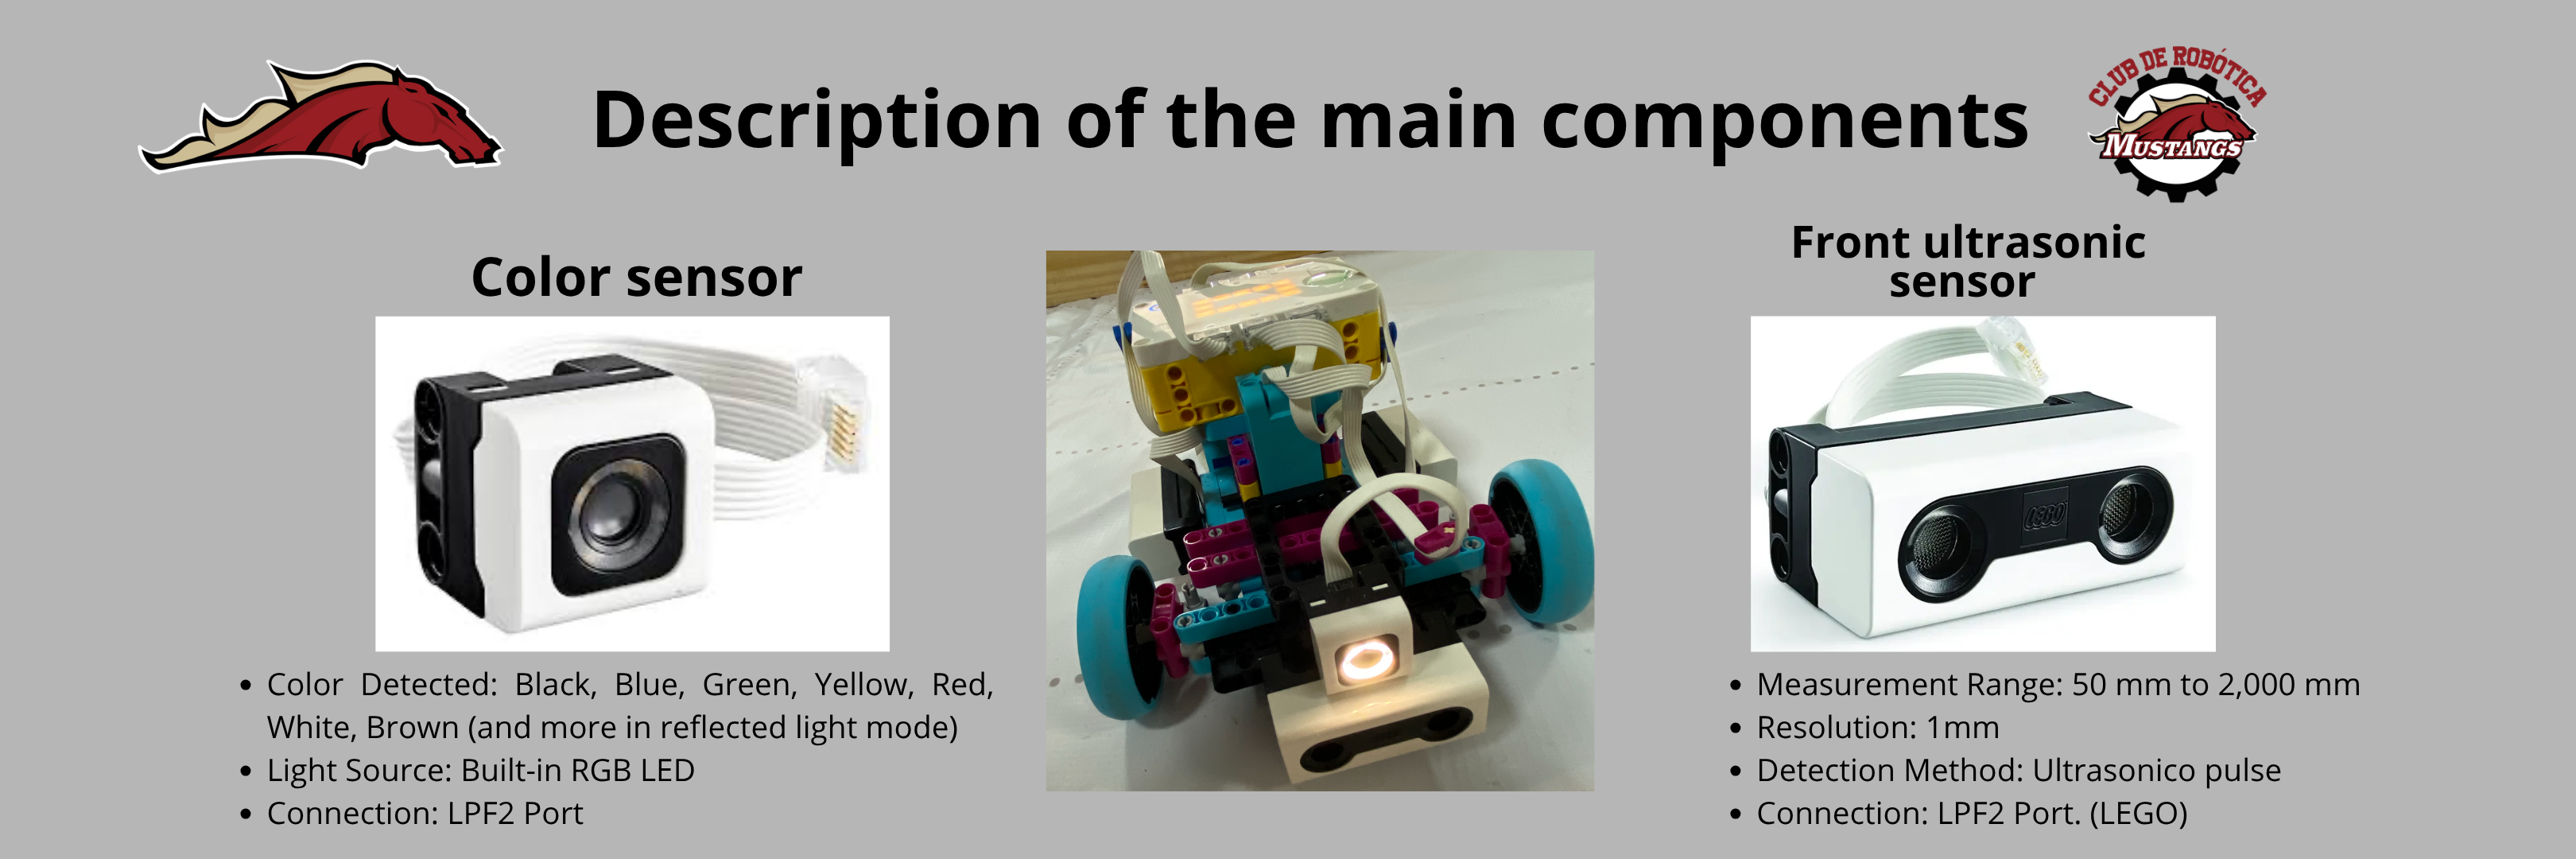 Description of the main components
CLUB DE ROBÓTICA
MUSTANGS
Color sensor
• Color Detected: Black, Blue, Green, Yellow, Red,
White, Brown (and more in reflected light mode)
• Light Source: Built-in RGB LED
• Connection: LPF2 Port
Front ultrasonic
sensor
LEGO
• Measurement Range: 50 mm to 2,000 mm
• Resolution: 1mm
• Detection Method: Ultrasonico pulse
• Connection: LPF2 Port. (LEGO)